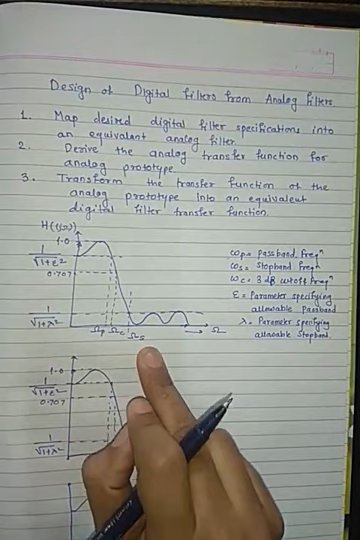 Design of Digital Filters from Analog Filters.
1. Map desired digital filter specifications into
an equivalent analog filter.
2. Derive the analog transfer function for
analog prototype.
3. Transform the transfer function of the
analog prototype into an equivalent
digital filter transfer function.
H(jΩ)
1.0
1/√1+ε²
0.707
1/√1+λ²
Ωp Ωc Ωs → Ω
ωp = Passband freqⁿ
ωs = Stopband freqⁿ
ωc = 3 dB cutoff freqⁿ
ε = Parameter specifying
allowable passband
λ = Parameter specifying
allowable stopband.
1.0
1/√1+ε²
0.707
1/√1+λ²